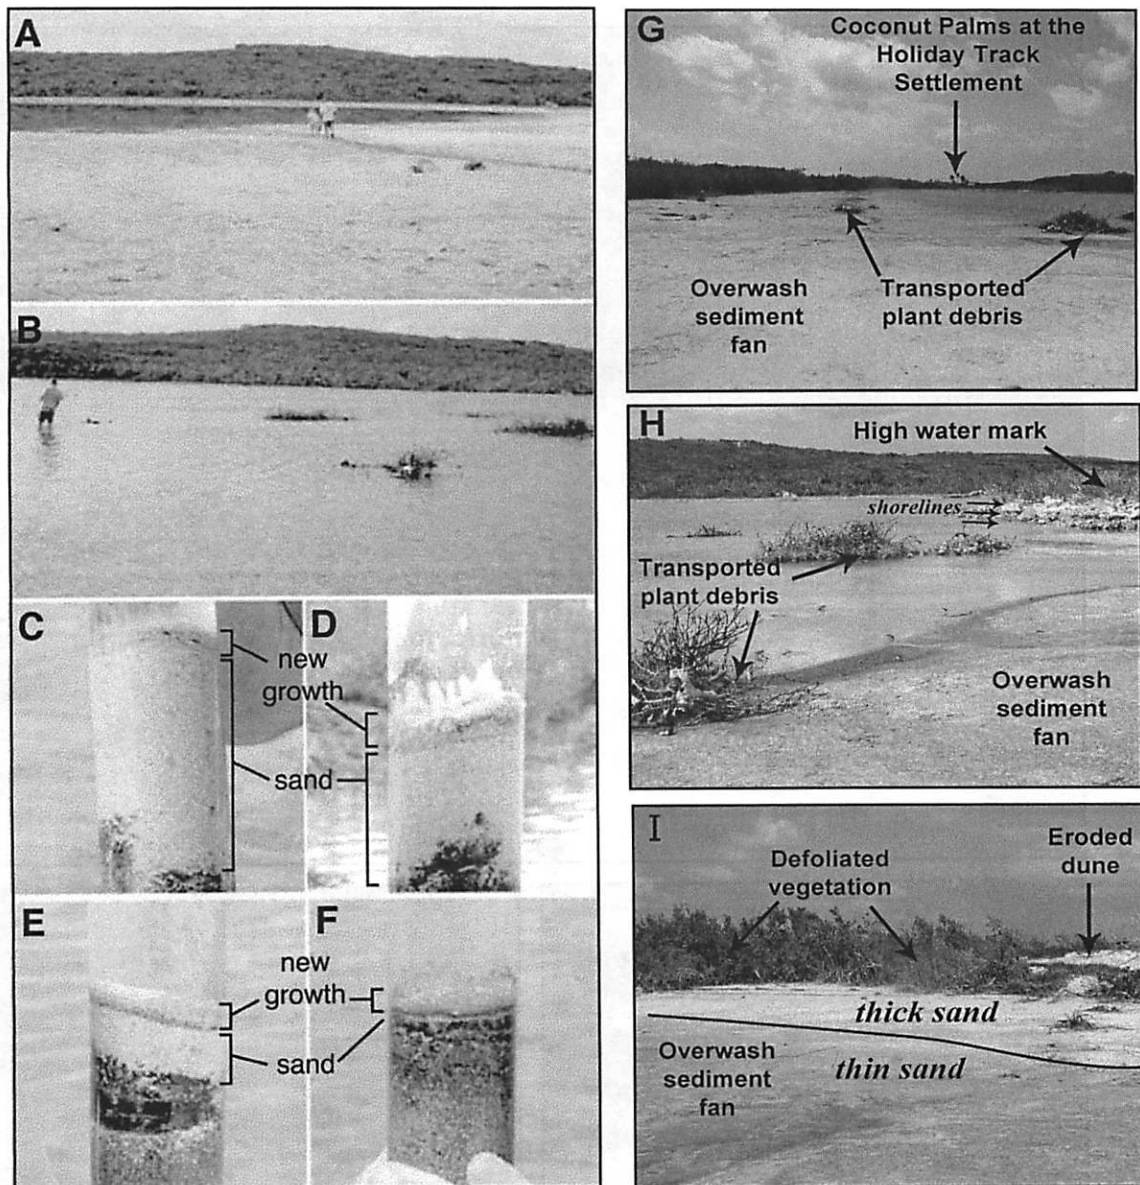 A
B
C
D
new
growth
sand
E
F
new
growth
sand
G
Coconut Palms at the
Holiday Track
Settlement
Overwash
sediment
fan
Transported
plant debris
H
High water mark
shorelines
Transported
plant debris
Overwash
sediment
fan
I
Defoliated
vegetation
Eroded
dune
thick sand
Overwash
sediment
fan
thin sand